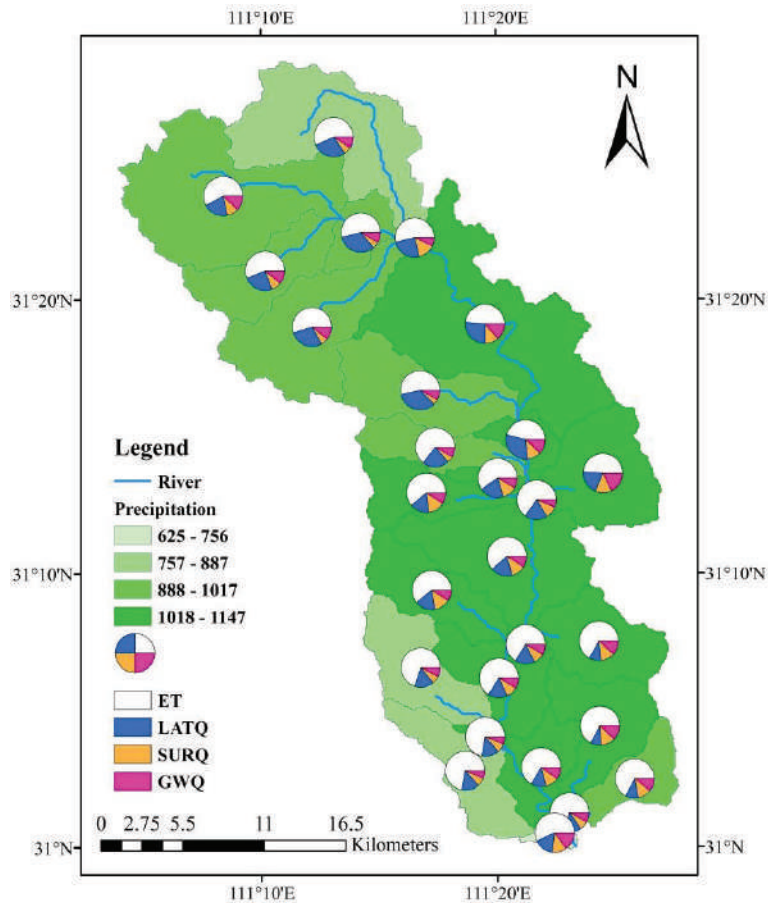 111°10'E 111°20'E
N
31°20'N 31°20'N
Legend
River
Precipitation
625 - 756
757 - 887
888 - 1017
1018 - 1147
31°10'N 31°10'N
ET
LATQ
SURQ
GWQ
0 2.75 5.5 11 16.5
Kilometers
31°N 31°N
111°10'E 111°20'E